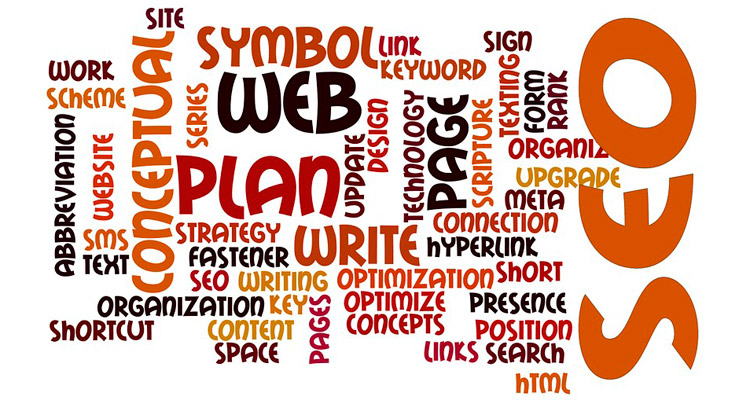 SITE
SYMBOL
LINK
SIGN
SEO
WORK
SCHEME
CONCEPTUAL
SERIES
WEB
KEYWORD
TEXTING
FORM
RANK
ABBREVIATION
WEBSITE
PLAN
UPDATE
DESIGN
TECHNOLOGY
PAGE
SCRIPTURE
ORGANIZ
UPGRADE
META
SMS
TEXT
STRATEGY
FASTENER
WRITE
CONNECTION
HYPERLINK
SEO
WRITING
OPTIMIZATION
SHORT
ORGANIZATION
KEY
PAGES
OPTIMIZE
PRESENCE
SHORTCUT
CONTENT
CONCEPTS
POSITION
SPACE
LINKS
SEARCH
HTML